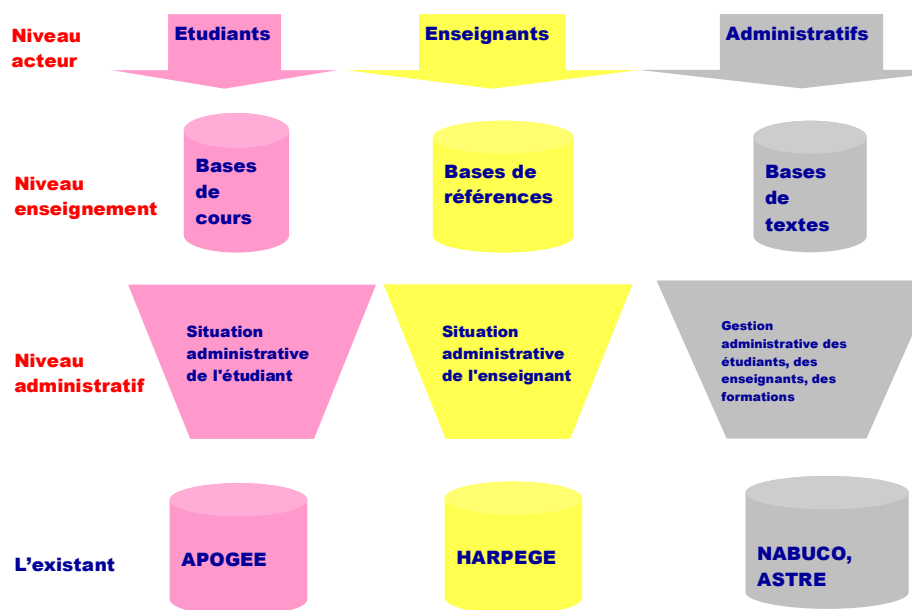 Niveau
acteur
Etudiants
Enseignants
Administratifs
Niveau
enseignement
Bases
de
cours
Bases de
références
Bases
de
textes
Niveau
administratif
Situation
administrative
de l'étudiant
Situation
administrative
de l'enseignant
Gestion
administrative des
étudiants, des
enseignants, des
formations
L’existant
APOGEE
HARPEGE
NABUCO,
ASTRE